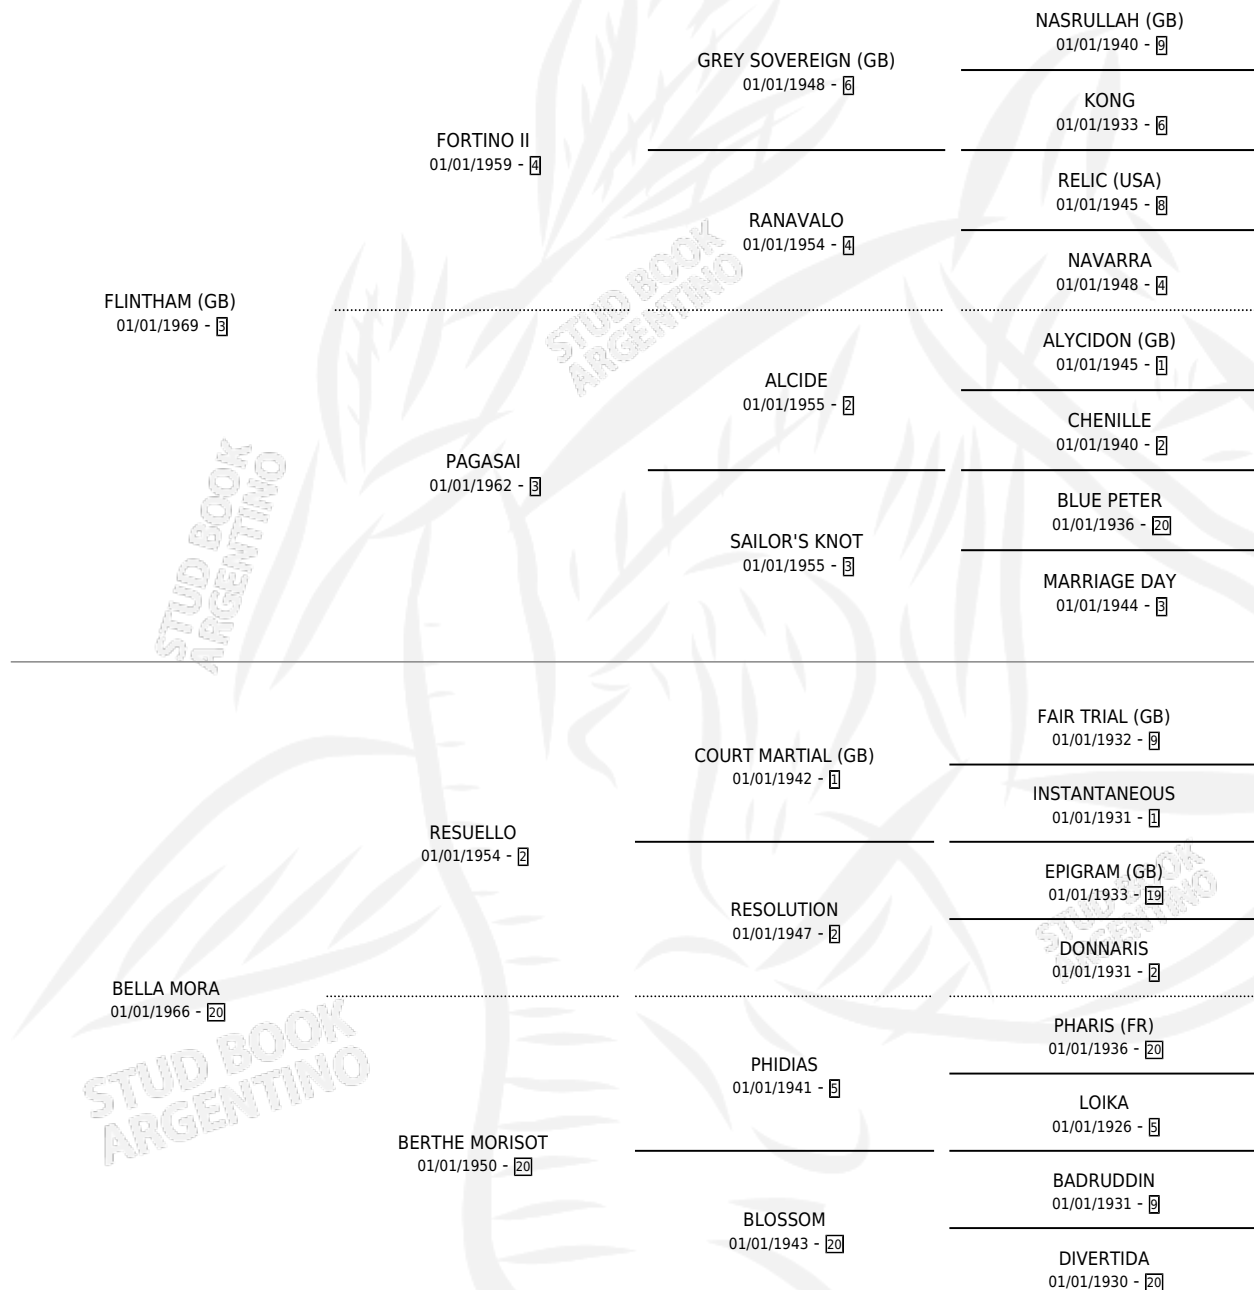 NASRULLAH (GB)
01/01/1940 - 9
GREY SOVEREIGN (GB)
01/01/1948 - 6
KONG
01/01/1933 - 6
FORTINO II
01/01/1959 - 4
RELIC (USA)
01/01/1945 - 8
RANAVALO
01/01/1954 - 4
NAVARRA
01/01/1948 - 4
FLINTHAM (GB)
01/01/1969 - 3
ALYCIDON (GB)
01/01/1945 - 1
ALCIDE
01/01/1955 - 2
CHENILLE
01/01/1940 - 2
PAGASAI
01/01/1962 - 3
BLUE PETER
01/01/1936 - 20
SAILOR'S KNOT
01/01/1955 - 3
MARRIAGE DAY
01/01/1944 - 3
FAIR TRIAL (GB)
01/01/1932 - 9
COURT MARTIAL (GB)
01/01/1942 - 1
INSTANTANEOUS
01/01/1931 - 1
RESUELLO
01/01/1954 - 2
EPIGRAM (GB)
01/01/1933 - 19
RESOLUTION
01/01/1947 - 2
DONNARIS
01/01/1931 - 2
BELLA MORA
01/01/1966 - 20
PHARIS (FR)
01/01/1936 - 20
PHIDIAS
01/01/1941 - 5
LOIKA
01/01/1926 - 5
BERTHE MORISOT
01/01/1950 - 20
BADRUDDIN
01/01/1931 - 9
BLOSSOM
01/01/1943 - 20
DIVERTIDA
01/01/1930 - 20
STUD BOOK
ARGENTINO
STUD BOOK
ARGENTINO
STUD BOOK
ARGENTINO
STUD BOOK
ARGENTINO